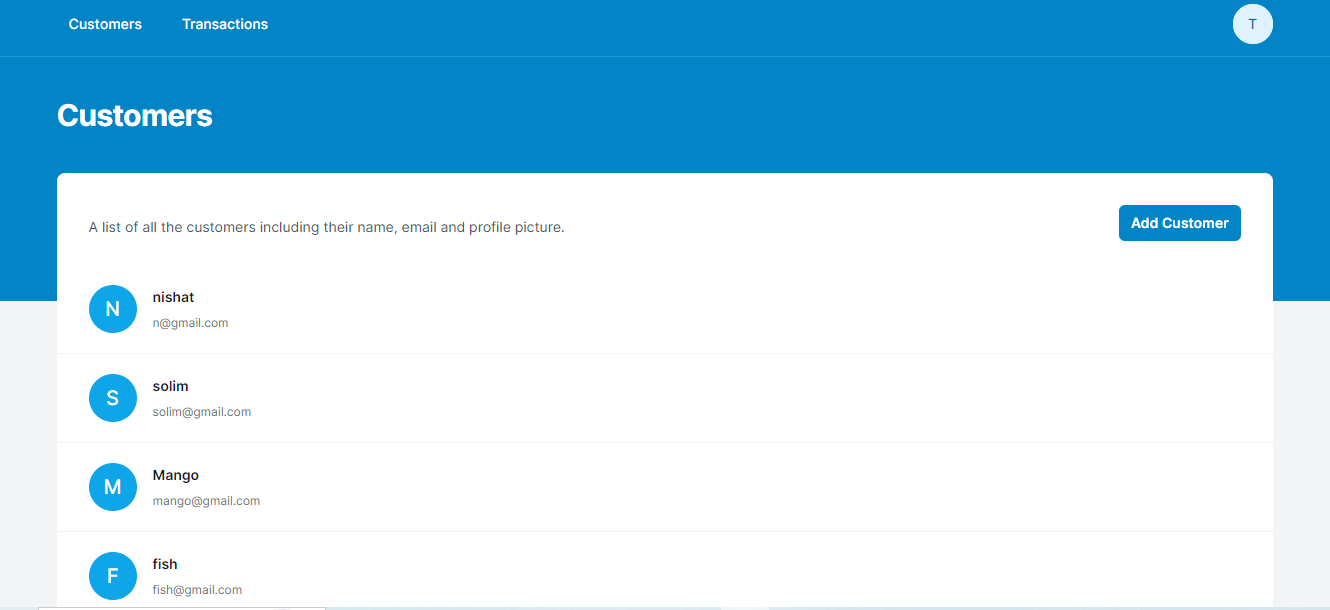 Customers Transactions T
Customers
A list of all the customers including their name, email and profile picture.
Add Customer
N
nishat
n@gmail.com
S
solim
solim@gmail.com
M
Mango
mango@gmail.com
F
fish
fish@gmail.com